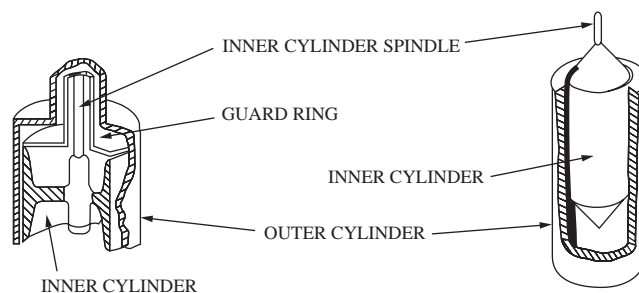 INNER CYLINDER SPINDLE
GUARD RING
INNER CYLINDER
OUTER CYLINDER
INNER CYLINDER